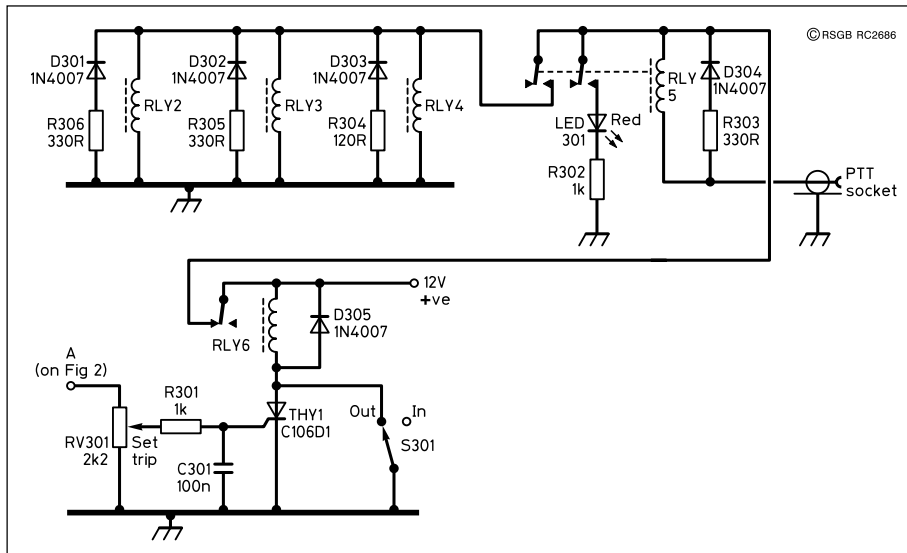 © RSGB RC2686
D301
1N4007
RLY2
R306
330R
D302
1N4007
RLY3
R305
330R
D303
1N4007
RLY4
R304
120R
RLY
5
D304
1N4007
R303
330R
LED
301
Red
R302
1k
PTT
socket
12V
+ve
D305
1N4007
RLY6
A
(on Fig 2)
R301
1k
RV301
2k2
Set
trip
C301
100n
THY1
C106D1
Out
In
S301